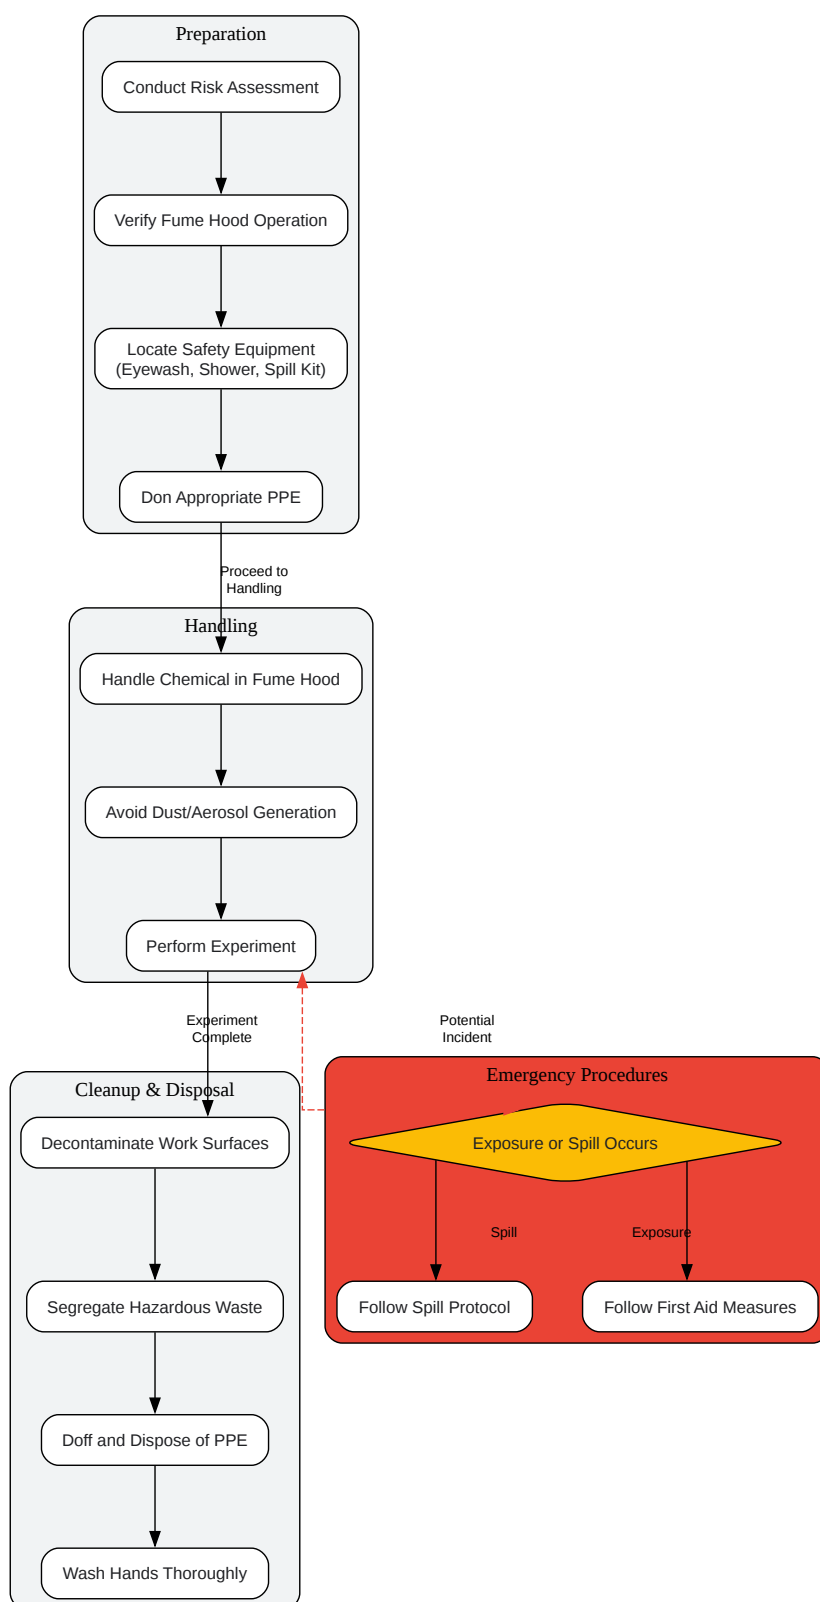 Preparation
Conduct Risk Assessment
Verify Fume Hood Operation
Locate Safety Equipment
(Eyewash, Shower, Spill Kit)
Don Appropriate PPE
Proceed to
Handling
Handling
Handle Chemical in Fume Hood
Avoid Dust/Aerosol Generation
Perform Experiment
Experiment
Complete
Potential
Incident
Cleanup & Disposal
Decontaminate Work Surfaces
Segregate Hazardous Waste
Doff and Dispose of PPE
Wash Hands Thoroughly
Emergency Procedures
Exposure or Spill Occurs
Spill
Exposure
Follow Spill Protocol
Follow First Aid Measures